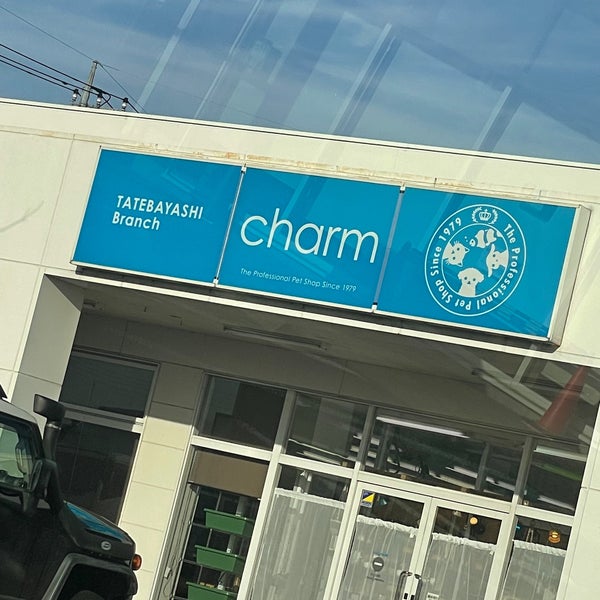 TATEBAYASHI
Branch
charm
The Professional Pet Shop Since 1979
The Professional Pet Shop Since 1979